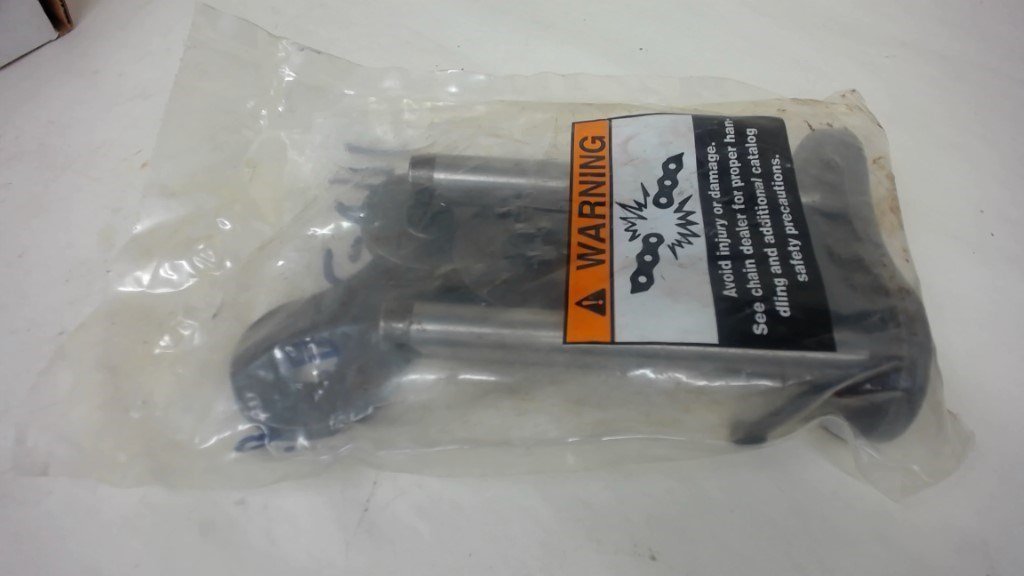 WARNING
Avoid injury or damage.
See chain dealer for proper han-
dling and additional catalog
safety precautions.